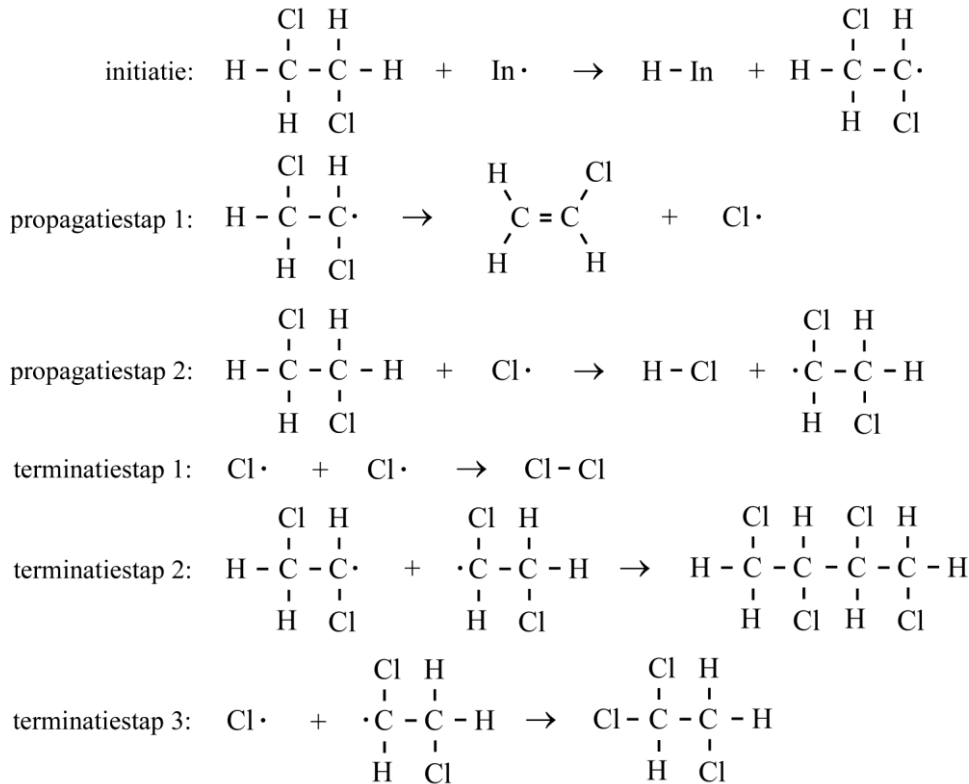 Cl H Cl H
initiatie: H – C – C – H + In · → H – In + H – C – C ·
H Cl H Cl
Cl H H Cl
propagatiestap 1: H – C – C · → C = C + Cl ·
H Cl H H
Cl H Cl H
propagatiestap 2: H – C – C – H + Cl · → H – Cl + · C – C – H
H Cl H Cl
terminatiestap 1: Cl · + Cl · → Cl – Cl
Cl H Cl H Cl H Cl H
terminatiestap 2: H – C – C · + · C – C – H → H – C – C – C – C – H
H Cl H Cl H Cl H Cl
Cl H Cl H
terminatiestap 3: Cl · + · C – C – H → Cl – C – C – H
H Cl H Cl